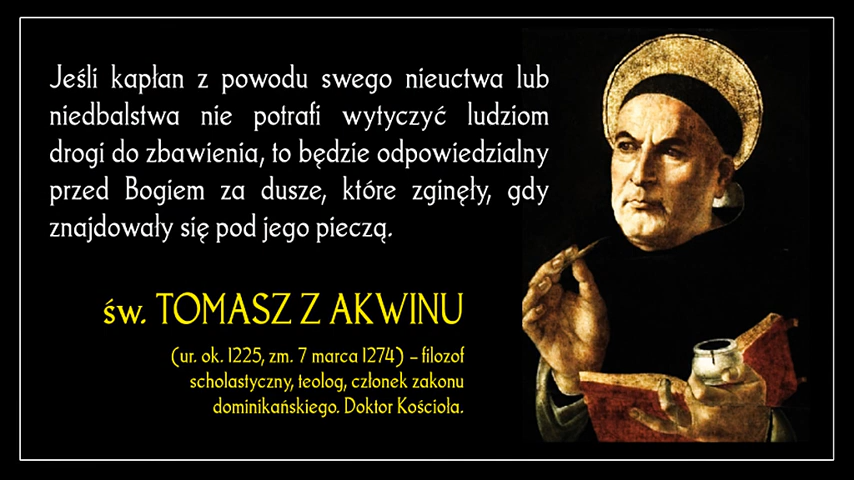 Jeśli kapłan z powodu swego nieuctwa lub
niedbalstwa nie potrafi wytyczyć ludziom
drogi do zbawienia, to będzie odpowiedzialny
przed Bogiem za dusze, które zginęły, gdy
znajdowały się pod jego pieczą.
św. TOMASZ Z AKWINU
(ur. ok. 1225, zm. 7 marca 1274) – filozof
scholastyczny, teolog, członek zakonu
dominikańskiego. Doktor Kościoła.